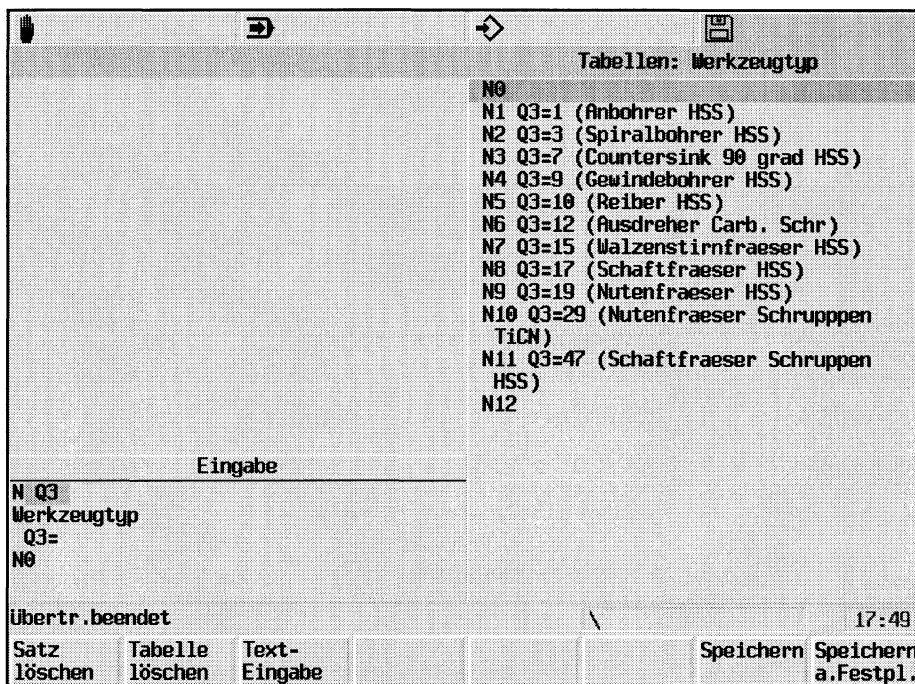 Tabellen: Werkzeugtyp
N0
N1 Q3=1 (Anbohrer HSS)
N2 Q3=3 (Spiralbohrer HSS)
N3 Q3=7 (Countersink 90 grad HSS)
N4 Q3=9 (Gewindebohrer HSS)
N5 Q3=10 (Reiber HSS)
N6 Q3=12 (Ausdreher Carb. Schr)
N7 Q3=15 (Walzenstirnfraeser HSS)
N8 Q3=17 (Schaftfraeser HSS)
N9 Q3=19 (Nutenfraeser HSS)
N10 Q3=29 (Nutenfraeser Schrupppen
TiCN)
N11 Q3=47 (Schaftfraeser Schruppen
HSS)
N12
Eingabe
N Q3
Werkzeugtyp
Q3=
N0
Übertr.beendet \ 17:49
Satz löschen
Tabelle löschen
Text- Eingabe
Speichern
Speichern a.Festpl.